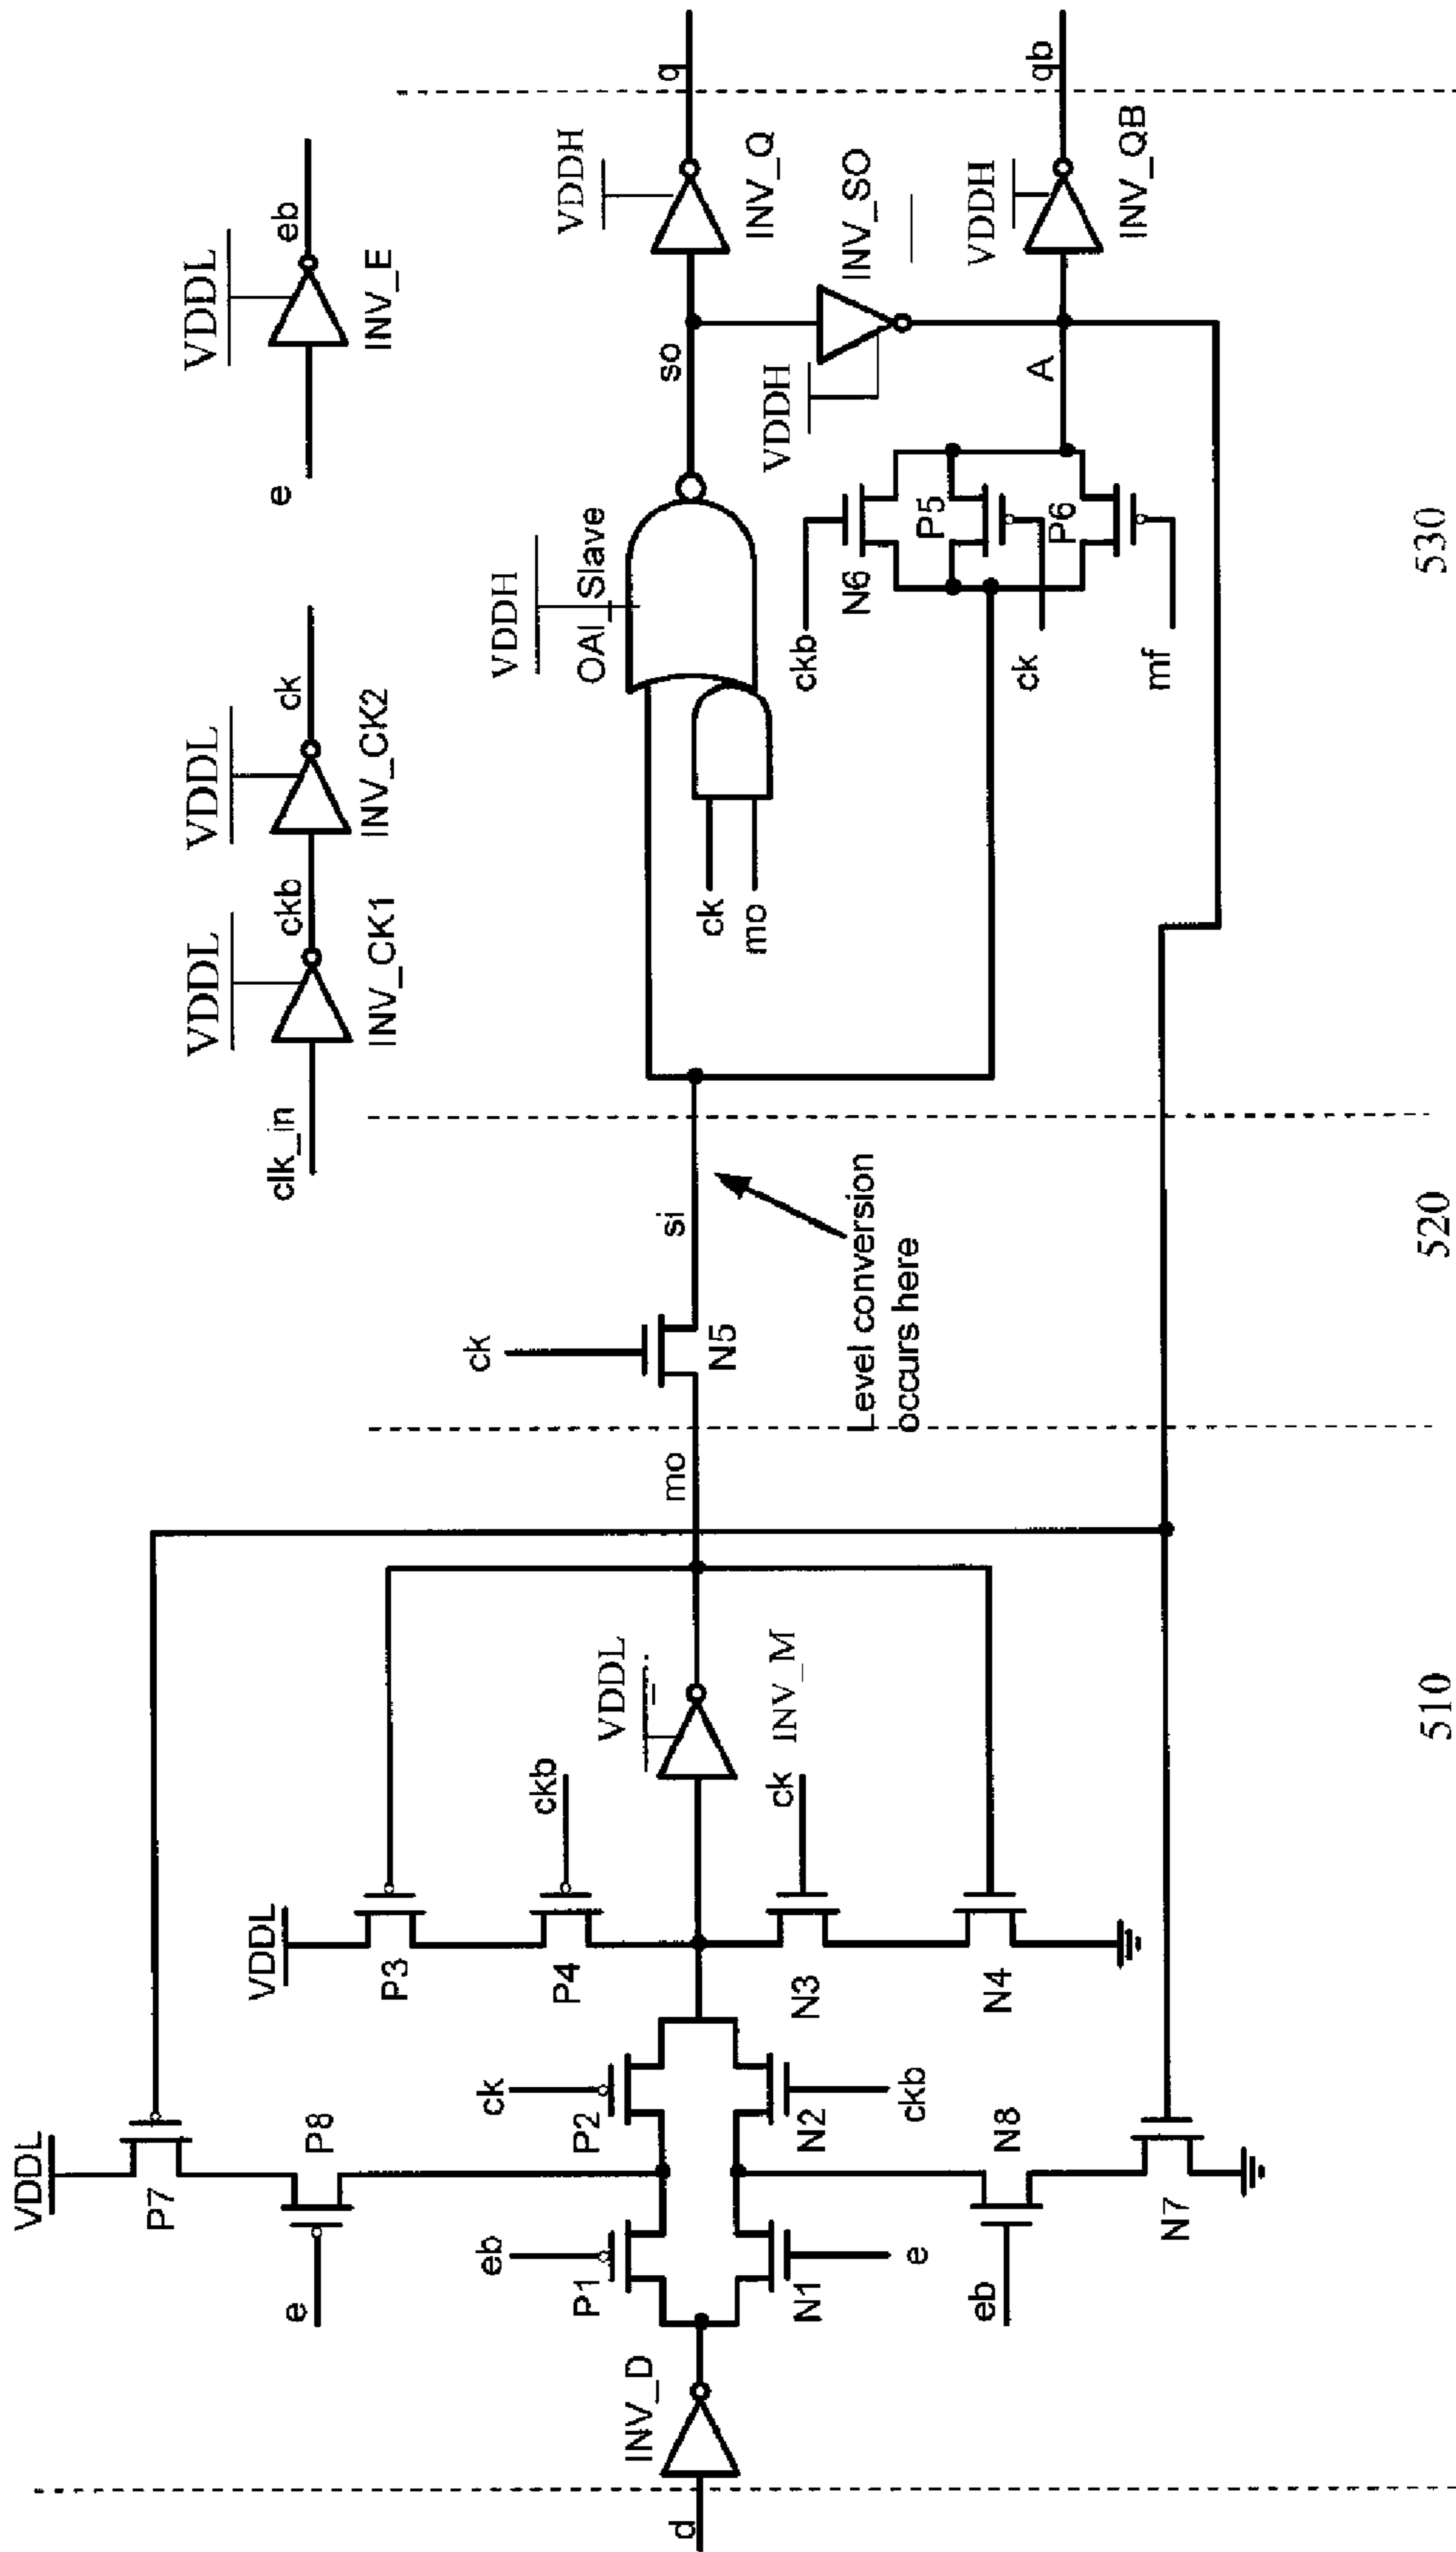 VDDL
P7
P8
e
VDDL
P3
P4
ckb
ck
P2
eb
P1
INV_D
d
N1
e
N2
ckb
N3
ck
N4
N8
eb
N7
VDDL
INV_M
mo
510
ck
N5
si
Level conversion
occurs here
520
clk_in
VDDL
INV_CK1
ckb
VDDL
INV_CK2
ck
e
VDDL
INV_E
eb
VDDH
OAI_Slave
ck
mo
so
VDDH
INV_Q
q
VDDH
INV_SO
ckb
N6
P5
ck
P6
mf
A
VDDH
INV_QB
qb
530